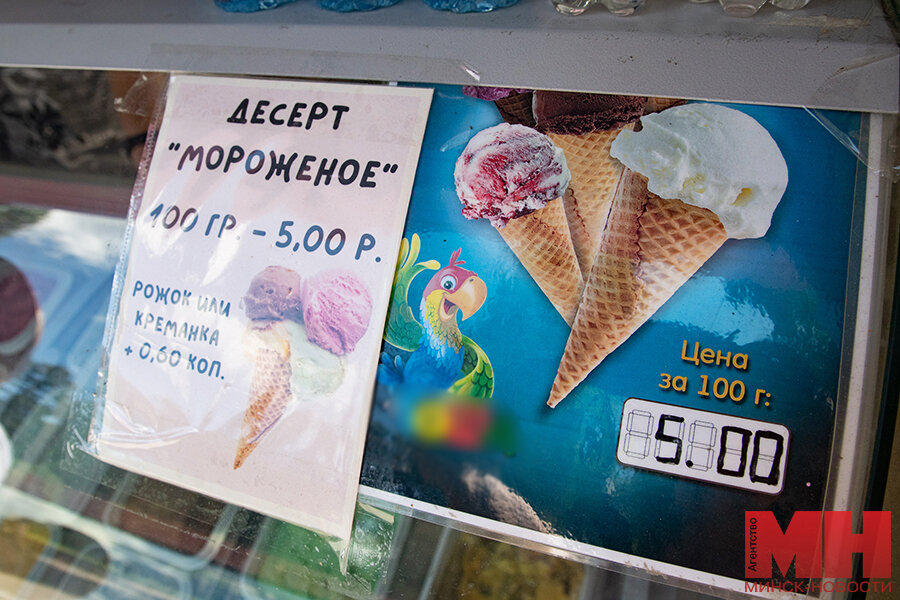 ДЕСЕРТ
"МОРОЖЕНОЕ"
100 ГР. - 5,00 Р.
РОЖОК ИЛИ
КРЕМАНКА
+ 0,60 КОП.
Цена
за 100 г:
5.00
Агентство
МН
МИНСК-НОВОСТИ